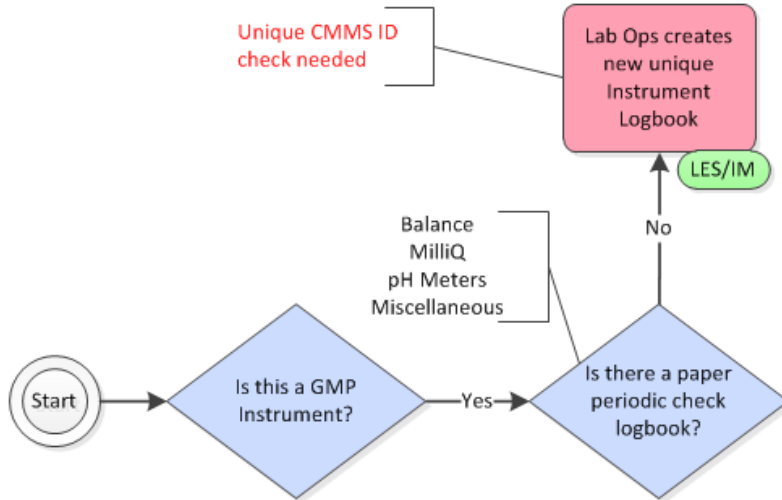 Unique CMMS ID
check needed
Lab Ops creates
new unique
Instrument
Logbook
LES/IM
No
Balance
MilliQ
pH Meters
Miscellaneous
Start
Is this a GMP
Instrument?
Yes
Is there a paper
periodic check
logbook?